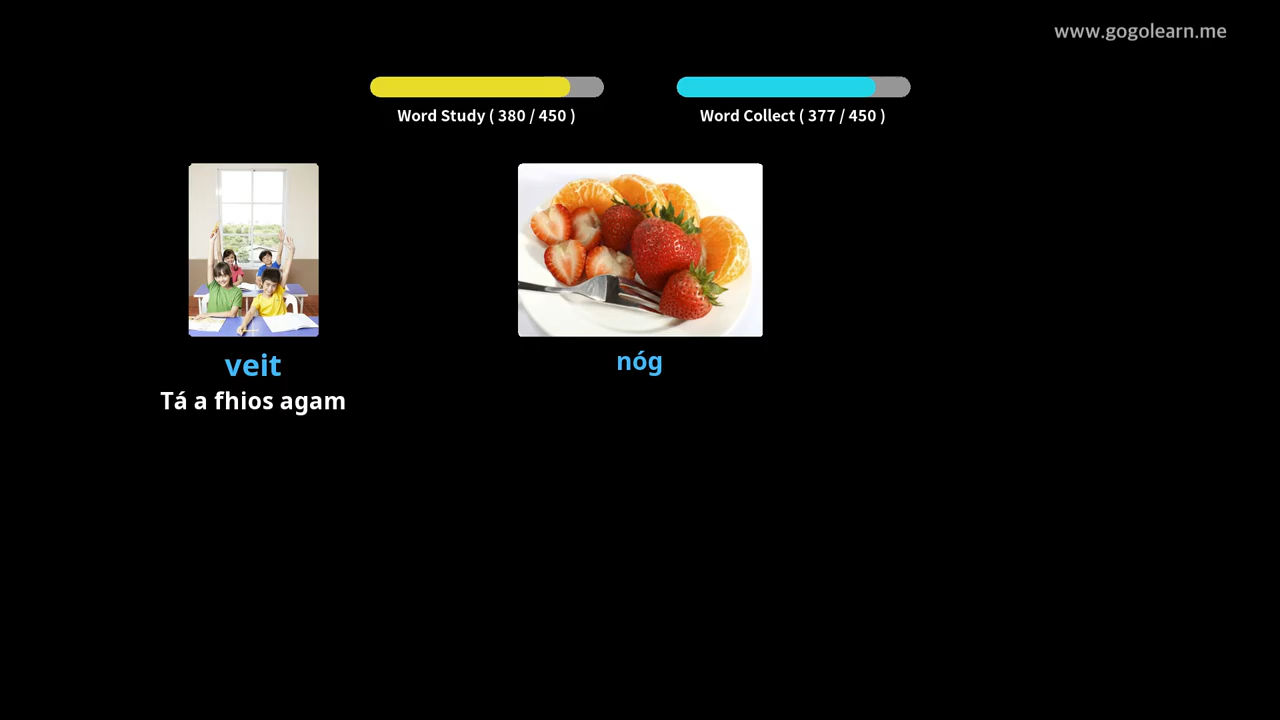 www.gogolearn.me
Word Study ( 380 / 450 )
Word Collect ( 377 / 450 )
veit
Tá a fhios agam
nóg